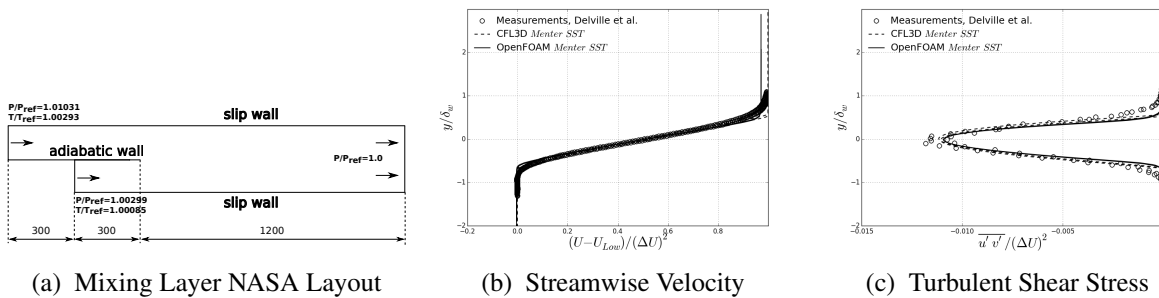 P/Pref=1.01031
T/Tref=1.00293
slip wall
adiabatic wall
P/Pref=1.0
P/Pref=1.00299
T/Tref=1.00085
slip wall
300
300
1200
(a) Mixing Layer NASA Layout
Measurements, Delville et al.
CFL3D Menter SST
OpenFOAM Menter SST
y/δw
2
1
0
−1
−2
−0.2
0.0
0.2
0.4
0.6
0.8
(U−ULow)/(ΔU)²
(b) Streamwise Velocity
Measurements, Delville et al.
CFL3D Menter SST
OpenFOAM Menter SST
y/δw
2
1
0
−1
−2
−0.015
−0.010
−0.005
u′ v′/(ΔU)²
(c) Turbulent Shear Stress